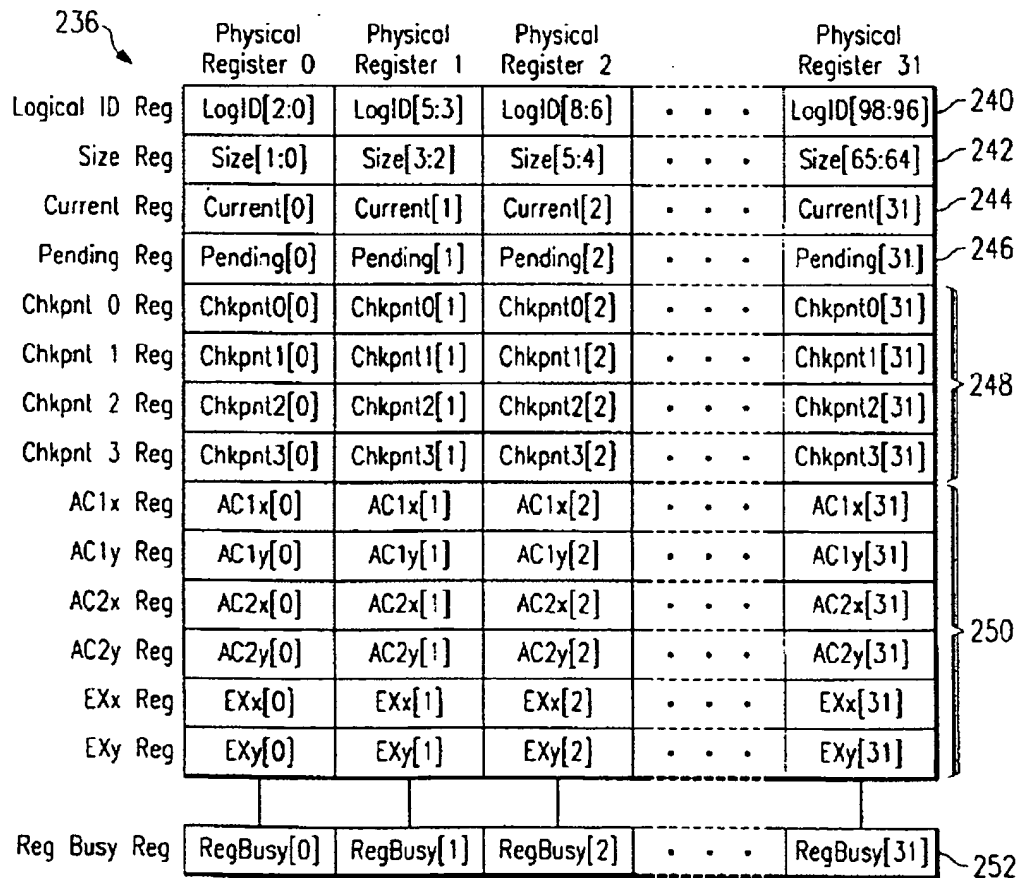 236
Physical Physical Physical Physical
Register 0 Register 1 Register 2 Register 31
Logical ID Reg LogID[2:0] LogID[5:3] LogID[8:6] . . . LogID[98:96] 240
Size Reg Size[1:0] Size[3:2] Size[5:4] . . . Size[65:64] 242
Current Reg Current[0] Current[1] Current[2] . . . Current[31] 244
Pending Reg Pending[0] Pending[1] Pending[2] . . . Pending[31] 246
Chkpnt 0 Reg Chkpnt0[0] Chkpnt0[1] Chkpnt0[2] . . . Chkpnt0[31]
Chkpnt 1 Reg Chkpnt1[0] Chkpnt1[1] Chkpnt1[2] . . . Chkpnt1[31]
248
Chkpnt 2 Reg Chkpnt2[0] Chkpnt2[1] Chkpnt2[2] . . . Chkpnt2[31]
Chkpnt 3 Reg Chkpnt3[0] Chkpnt3[1] Chkpnt3[2] . . . Chkpnt3[31]
AC1x Reg AC1x[0] AC1x[1] AC1x[2] . . . AC1x[31]
AC1y Reg AC1y[0] AC1y[1] AC1y[2] . . . AC1y[31]
AC2x Reg AC2x[0] AC2x[1] AC2x[2] . . . AC2x[31]
250
AC2y Reg AC2y[0] AC2y[1] AC2y[2] . . . AC2y[31]
EXx Reg EXx[0] EXx[1] EXx[2] . . . EXx[31]
EXy Reg EXy[0] EXy[1] EXy[2] . . . EXy[31]
Reg Busy Reg RegBusy[0] RegBusy[1] RegBusy[2] . . . RegBusy[31] 252